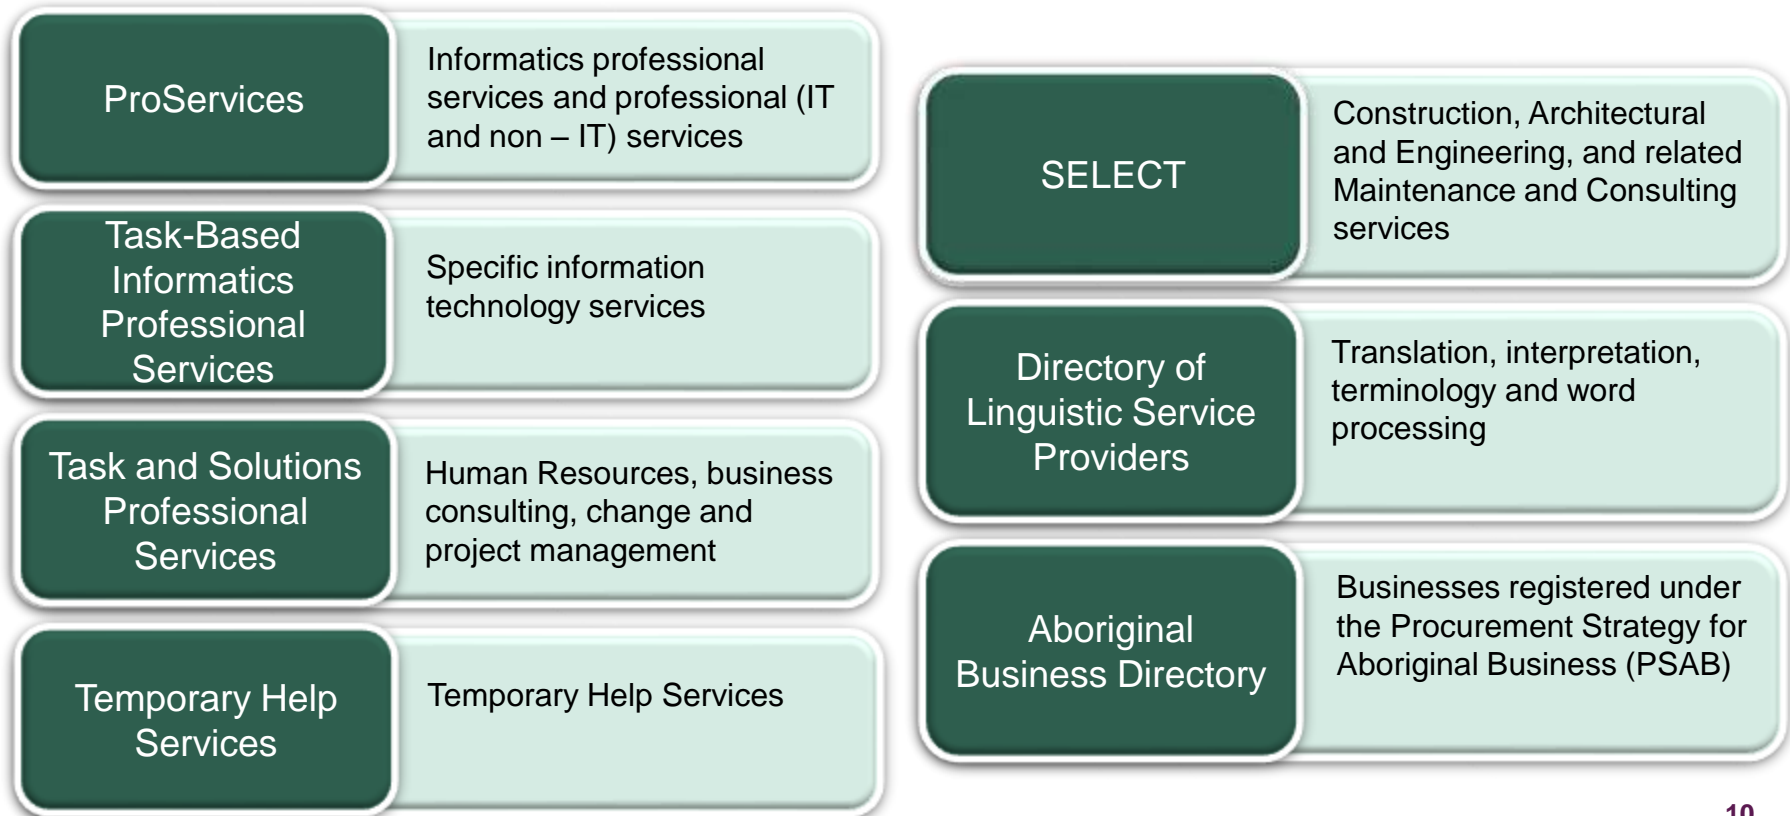 ProServices
Informatics professional
services and professional (IT
and non – IT) services
Task-Based
Informatics
Professional
Services
Specific information
technology services
Task and Solutions
Professional
Services
Human Resources, business
consulting, change and
project management
Temporary Help
Services
Temporary Help Services
SELECT
Construction, Architectural
and Engineering, and related
Maintenance and Consulting
services
Directory of
Linguistic Service
Providers
Translation, interpretation,
terminology and word
processing
Aboriginal
Business Directory
Businesses registered under
the Procurement Strategy for
Aboriginal Business (PSAB)
10